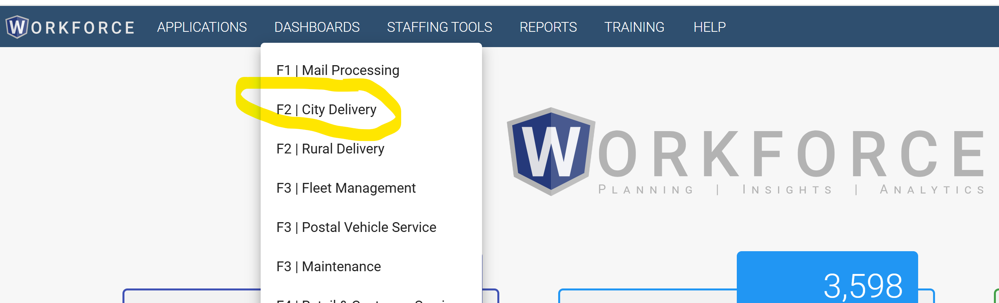 WORKFORCE APPLICATIONS DASHBOARDS STAFFING TOOLS REPORTS TRAINING HELP
F1 | Mail Processing
F2 | City Delivery
F2 | Rural Delivery
F3 | Fleet Management
F3 | Postal Vehicle Service
F3 | Maintenance
WORKFORCE
PLANNING | INSIGHTS | ANALYTICS
3,598